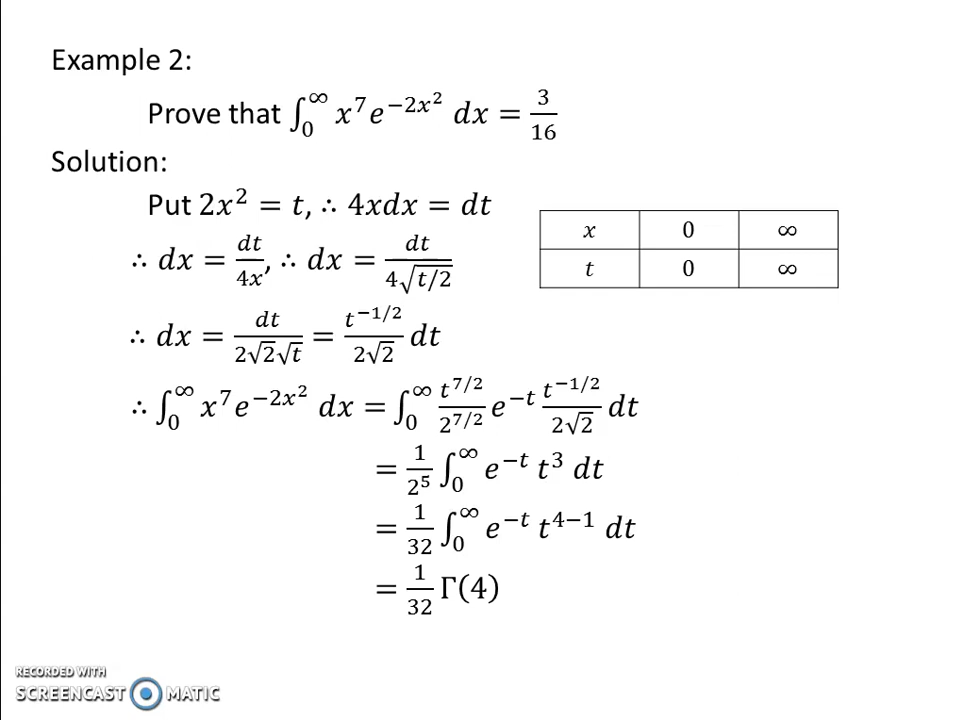 Example 2:
Prove that ∫₀^∞ x⁷e^(−2x²) dx = 3/16
Solution:
Put 2x² = t, ∴ 4xdx = dt
∴ dx = dt/4x, ∴ dx = dt/(4√(t/2))
x 0 ∞
t 0 ∞
∴ dx = dt/(2√2√t) = t^(−1/2)/(2√2) dt
∴ ∫₀^∞ x⁷e^(−2x²) dx = ∫₀^∞ t^(7/2)/2^(7/2) e^(−t) t^(−1/2)/(2√2) dt
= 1/2⁵ ∫₀^∞ e^(−t) t³ dt
= 1/32 ∫₀^∞ e^(−t) t^(4−1) dt
= 1/32 Γ(4)
RECORDED WITH
SCREENCAST MATIC